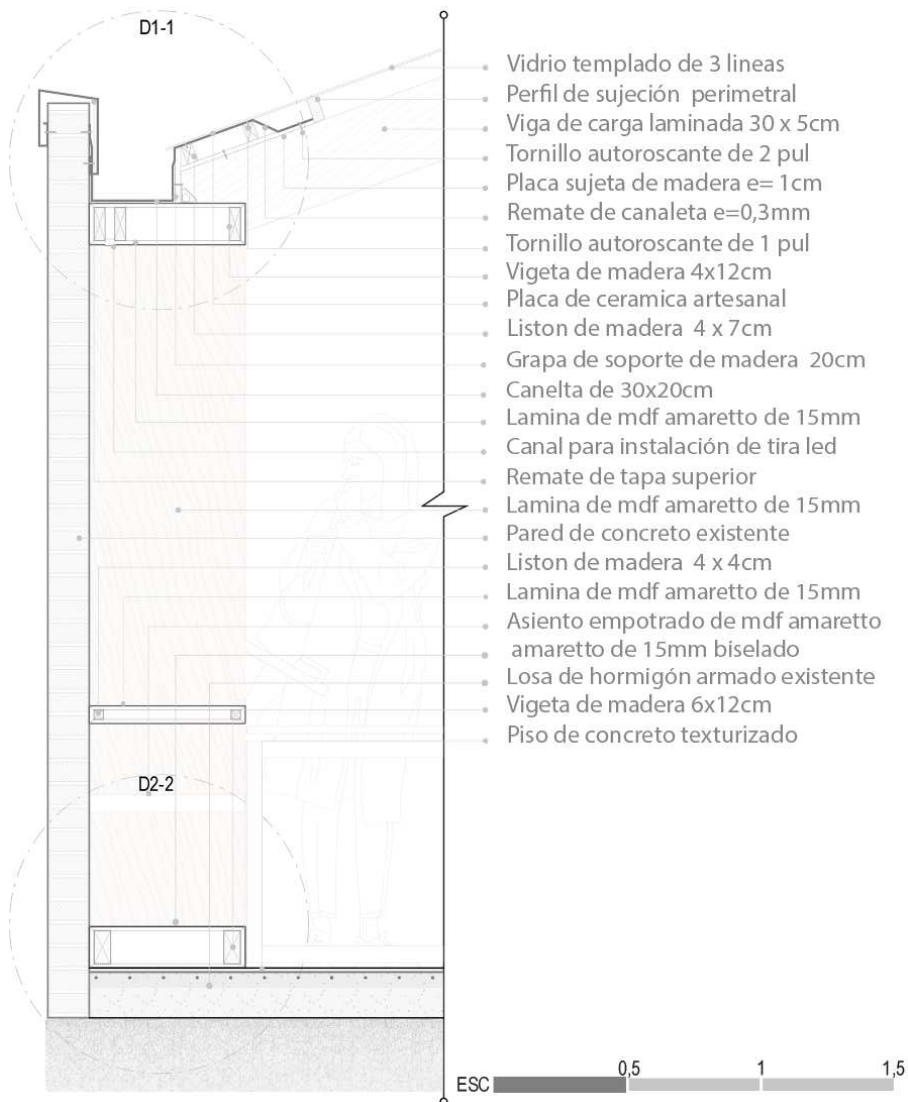 D1-1
Vidrio templado de 3 lineas
Perfil de sujeción perimetral
Viga de carga laminada 30 x 5cm
Tornillo autoroscante de 2 pul
Placa sujeta de madera e= 1cm
Remate de canaleta e=0,3mm
Tornillo autoroscante de 1 pul
Vigeta de madera 4x12cm
Placa de ceramica artesanal
Liston de madera 4 x 7cm
Grapa de soporte de madera 20cm
Canelta de 30x20cm
Lamina de mdf amaretto de 15mm
Canal para instalación de tira led
Remate de tapa superior
Lamina de mdf amaretto de 15mm
Pared de concreto existente
Liston de madera 4 x 4cm
Lamina de mdf amaretto de 15mm
Asiento empotrado de mdf amaretto
amaretto de 15mm biselado
Losa de hormigón armado existente
Vigeta de madera 6x12cm
Piso de concreto texturizado
D2-2
ESC 0,5 1 1,5